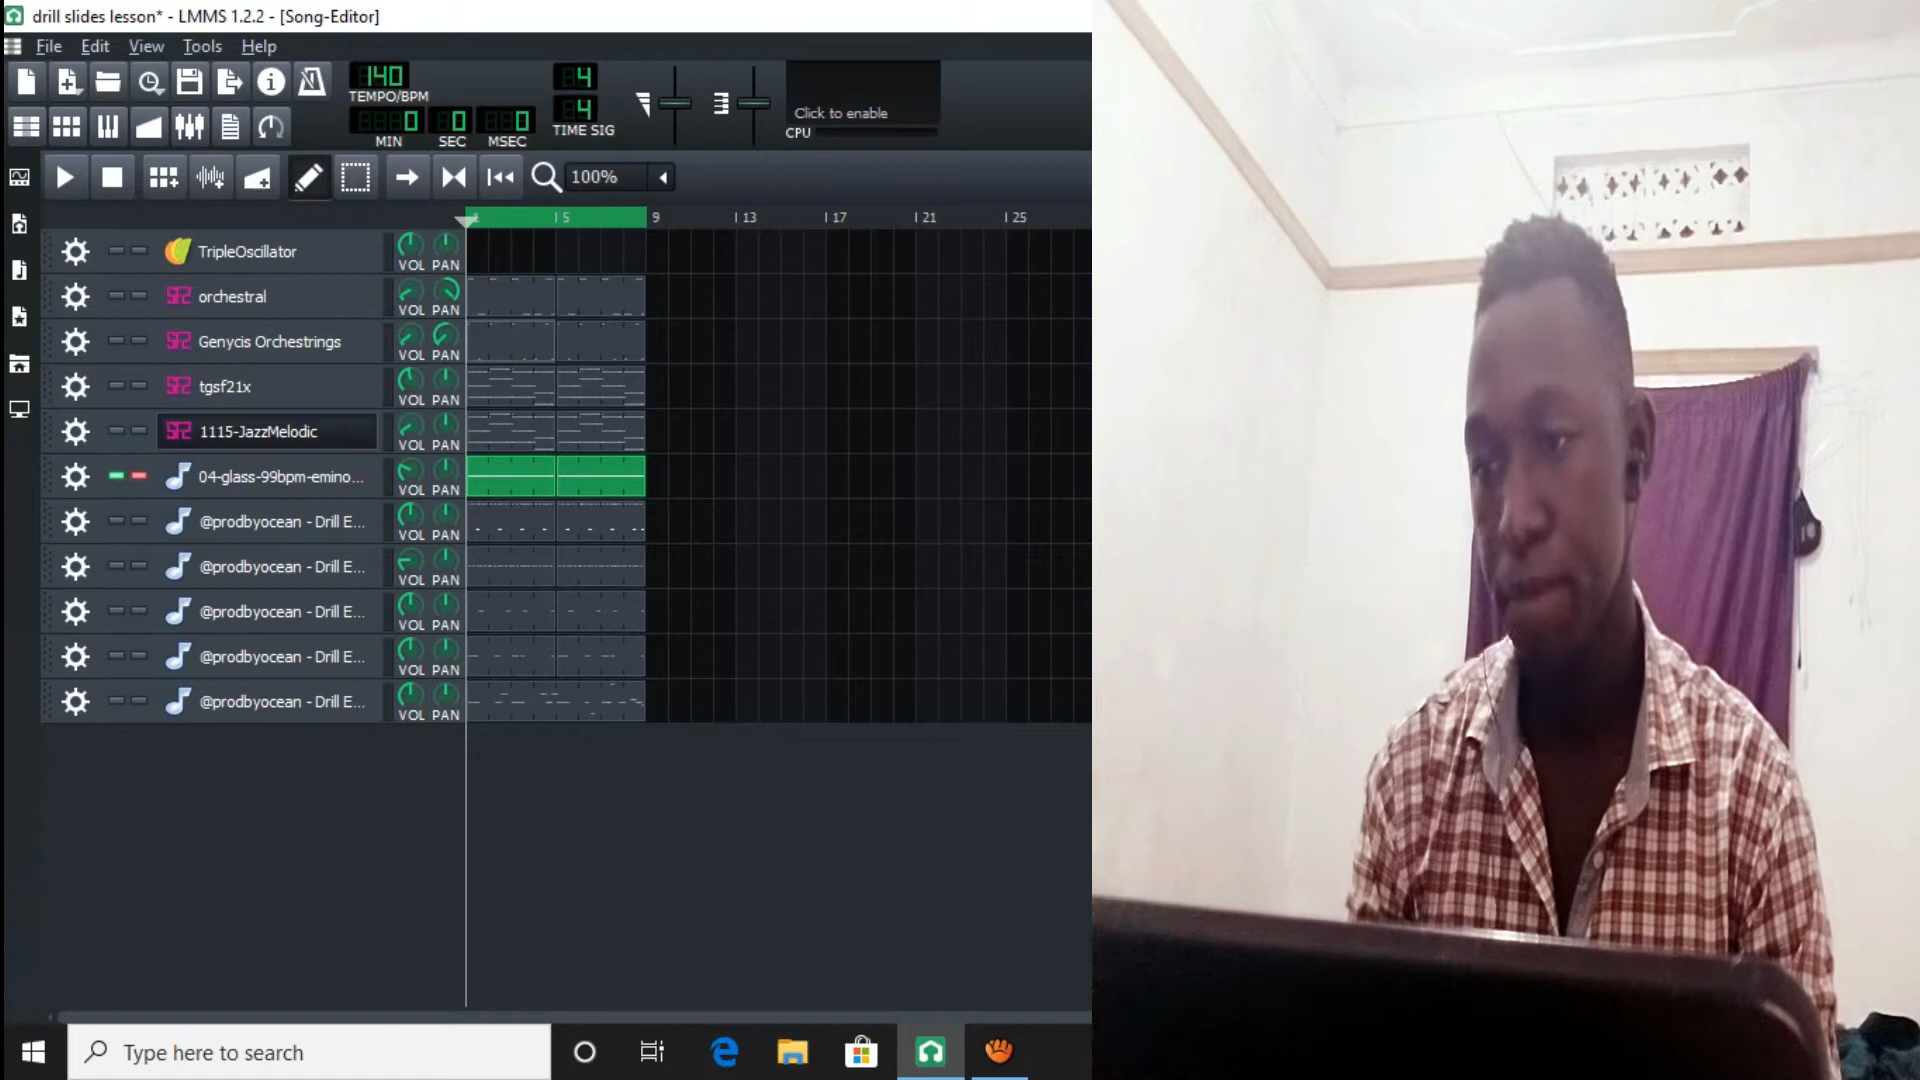 drill slides lesson* - LMMS 1.2.2 - [Song-Editor]
File Edit View Tools Help
140
TEMPO/BPM
0 0 0
MIN SEC MSEC
4
4
TIME SIG
Click to enable
CPU
100%
1 5 9 13 17 21 25
TripleOscillator VOL PAN
orchestral VOL PAN
Genycis Orchestrings VOL PAN
tgsf21x VOL PAN
1115-JazzMelodic VOL PAN
04-glass-99bpm-emino... VOL PAN
@prodbyocean - Drill E... VOL PAN
@prodbyocean - Drill E... VOL PAN
@prodbyocean - Drill E... VOL PAN
@prodbyocean - Drill E... VOL PAN
@prodbyocean - Drill E... VOL PAN
Type here to search